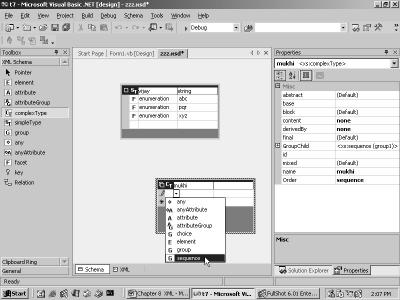 t7 - Microsoft Visual Basic .NET [design] - zzz.xsd*
File Edit View Project Build Debug Schema Tools Window Help
Debug
Toolbox
XML Schema
Pointer
element
attribute
attributeGroup
complexType
simpleType
group
any
anyAttribute
facet
key
Relation
Clipboard Ring
General
Start Page Form1.vb [Design] zzz.xsd*
string
enumeration abc
enumeration pqr
enumeration xyz
mukhi
any
anyAttribute
attribute
attributeGroup
choice
element
group
sequence
Schema XML
Properties
mukhi <xs:complexType>
Misc
abstract (Default)
base
block (Default)
content none
derivedBy none
final (Default)
GroupChild <xs:sequence (group1)>
id
mixed (Default)
name mukhi
Order sequence
Misc
Solution Explorer Properties
Ready
Start Chapter 8 XML - M... t7 - Microsoft Vi... FullShot 6.01 Enter... 2:07 PM